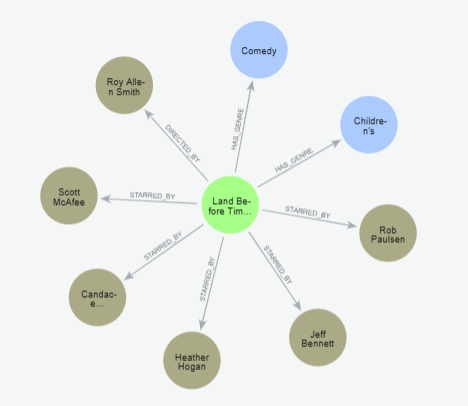 Comedy
Roy Alle-
n Smith
Childre-
n's
DIRECTED_BY
HAS_GENRE
HAS_GENRE
Scott
McAfee
STARRED_BY
Land Be-
fore Tim...
STARRED_BY
Rob
Paulsen
STARRED_BY
STARRED_BY
STARRED_BY
Candac-
e...
Jeff
Bennett
Heather
Hogan